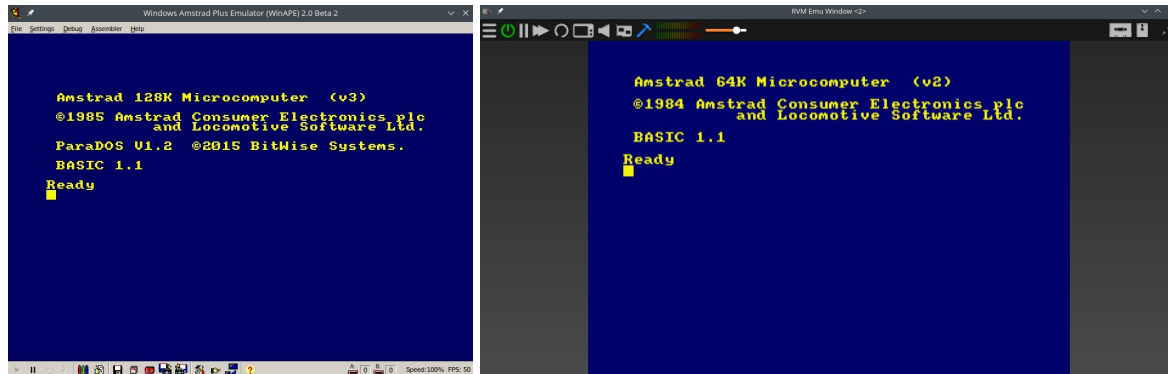 Windows Amstrad Plus Emulator (WinAPE) 2.0 Beta 2
File Settings Debug Assembler Help
Amstrad 128K Microcomputer (v3)
©1985 Amstrad Consumer Electronics plc
and Locomotive Software Ltd.
ParaDOS V1.2 ©2015 BitWise Systems.
BASIC 1.1
Ready
A: 0 B: 0 Speed:100% FPS: 50
RVM Emu Window <2>
Amstrad 64K Microcomputer (v2)
©1984 Amstrad Consumer Electronics plc
and Locomotive Software Ltd.
BASIC 1.1
Ready